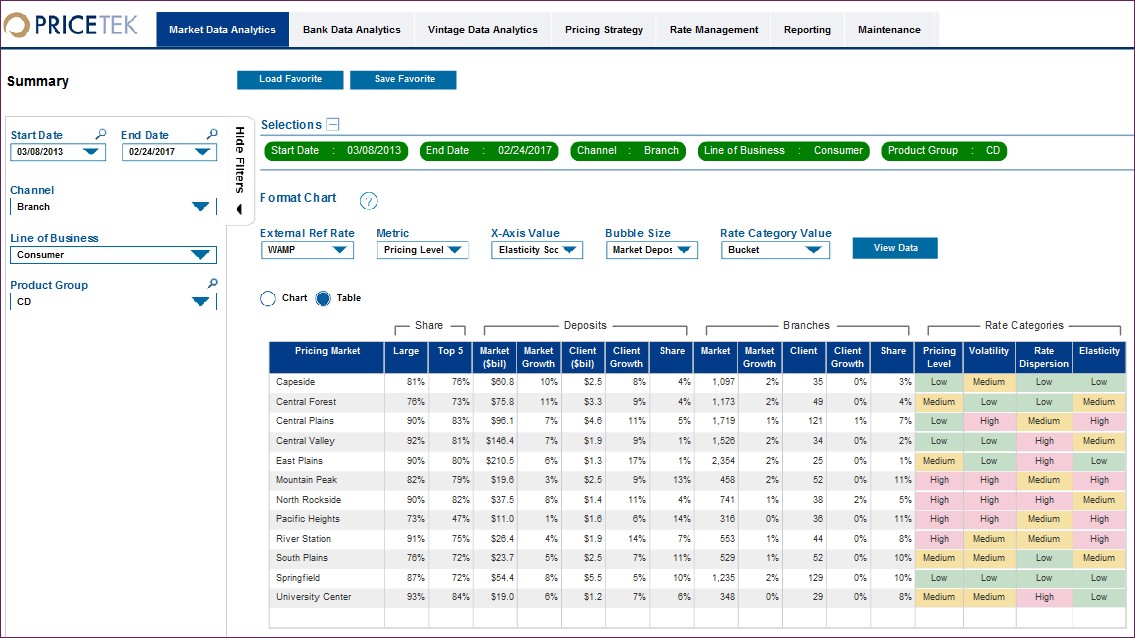 PRICETEK
Market Data Analytics Bank Data Analytics Vintage Data Analytics Pricing Strategy Rate Management Reporting Maintenance
Summary
Load Favorite Save Favorite
Start Date End Date
03/08/2013 02/24/2017
Channel
Branch
Line of Business
Consumer
Product Group
CD
Hide Filters
Selections
Start Date : 03/08/2013 End Date : 02/24/2017 Channel : Branch Line of Business : Consumer Product Group : CD
Format Chart ?
External Ref Rate Metric X-Axis Value Bubble Size Rate Category Value
WAMP Pricing Level Elasticity Scc Market Depos Bucket View Data
Chart Table
Share Deposits Branches Rate Categories
Pricing Market Large Top 5 Market ($bil) Market Growth Client ($bil) Client Growth Share Market Market Growth Client Client Growth Share Pricing Level Volatility Rate Dispersion Elasticity
Capeside 81% 76% $60.8 10% $2.5 8% 4% 1,097 2% 35 0% 3% Low Medium Low Low
Central Forest 76% 73% $75.8 11% $3.3 9% 4% 1,173 2% 49 0% 4% Medium Low Low Medium
Central Plains 90% 83% $96.1 7% $4.6 11% 5% 1,719 1% 121 1% 7% Low High Medium High
Central Valley 92% 81% $146.4 7% $1.9 9% 1% 1,526 2% 34 0% 2% Low Low High Medium
East Plains 90% 80% $210.5 6% $1.3 17% 1% 2,354 2% 25 0% 1% Medium Low High Low
Mountain Peak 82% 79% $19.6 3% $2.5 9% 13% 458 2% 52 0% 11% High High Medium High
North Rockside 90% 82% $37.5 8% $1.4 11% 4% 741 1% 38 2% 5% High High High Medium
Pacific Heights 73% 47% $11.0 1% $1.6 6% 14% 316 0% 36 0% 11% High High Medium High
River Station 91% 75% $26.4 4% $1.9 14% 7% 553 1% 44 0% 8% High Medium Medium High
South Plains 76% 72% $23.7 5% $2.5 7% 11% 529 1% 52 0% 10% Medium Medium Low Medium
Springfield 87% 72% $54.4 8% $5.5 5% 10% 1,235 2% 129 0% 10% Low Low Low Low
University Center 93% 84% $19.0 6% $1.2 7% 6% 348 0% 29 0% 8% Medium Medium High Low